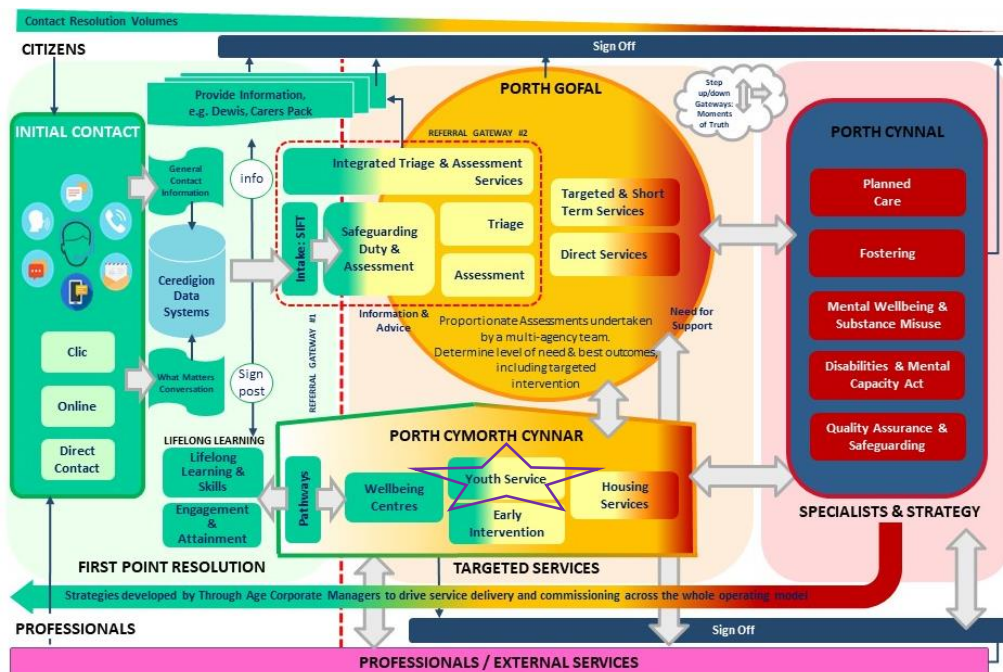 Contact Resolution Volumes
CITIZENS
Sign Off
Provide Information,
e.g. Dewis, Carers Pack
INITIAL CONTACT
Clic
Online
Direct
Contact
General
Contact
Information
Ceredigion
Data
Systems
What Matters
Conversation
info
Sign
post
REFERRAL GATEWAY #1
LIFELONG LEARNING
Lifelong
Learning &
Skills
Engagement
&
Attainment
FIRST POINT RESOLUTION
PORTH GOFAL
REFERRAL GATEWAY #2
Integrated Triage & Assessment
Services
Intake: SIFT
Safeguarding
Duty &
Assessment
Triage
Assessment
Targeted & Short
Term Services
Direct Services
Information &
Advice
Proportionate Assessments undertaken
by a multi-agency team.
Determine level of need & best outcomes,
including targeted
intervention
Need for
Support
Step
up/down
Gateways:
Moments
of Truth
PORTH CYMORTH CYNNAR
Pathways
Wellbeing
Centres
Youth Service
Early
Intervention
Housing
Services
TARGETED SERVICES
PORTH CYNNAL
Planned
Care
Fostering
Mental Wellbeing &
Substance Misuse
Disabilities & Mental
Capacity Act
Quality Assurance &
Safeguarding
SPECIALISTS & STRATEGY
Strategies developed by Through Age Corporate Managers to drive service delivery and commissioning across the whole operating model
PROFESSIONALS
Sign Off
PROFESSIONALS / EXTERNAL SERVICES